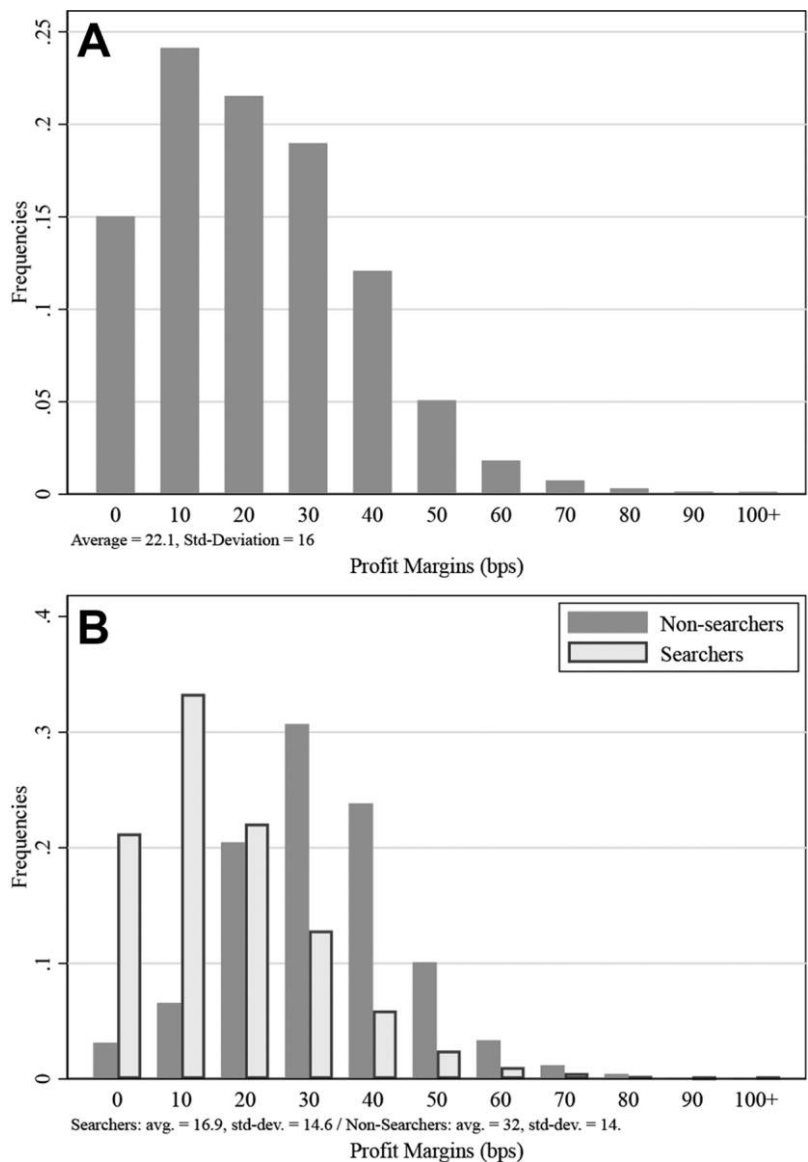 A
.25
.2
.15
.1
.05
0
Frequencies
0 10 20 30 40 50 60 70 80 90 100+
Average = 22.1, Std-Deviation = 16
Profit Margins (bps)
B
Non-searchers
Searchers
.4
.3
.2
.1
0
Frequencies
0 10 20 30 40 50 60 70 80 90 100+
Searchers: avg. = 16.9, std-dev. = 14.6 / Non-Searchers: avg. = 32, std-dev. = 14.
Profit Margins (bps)